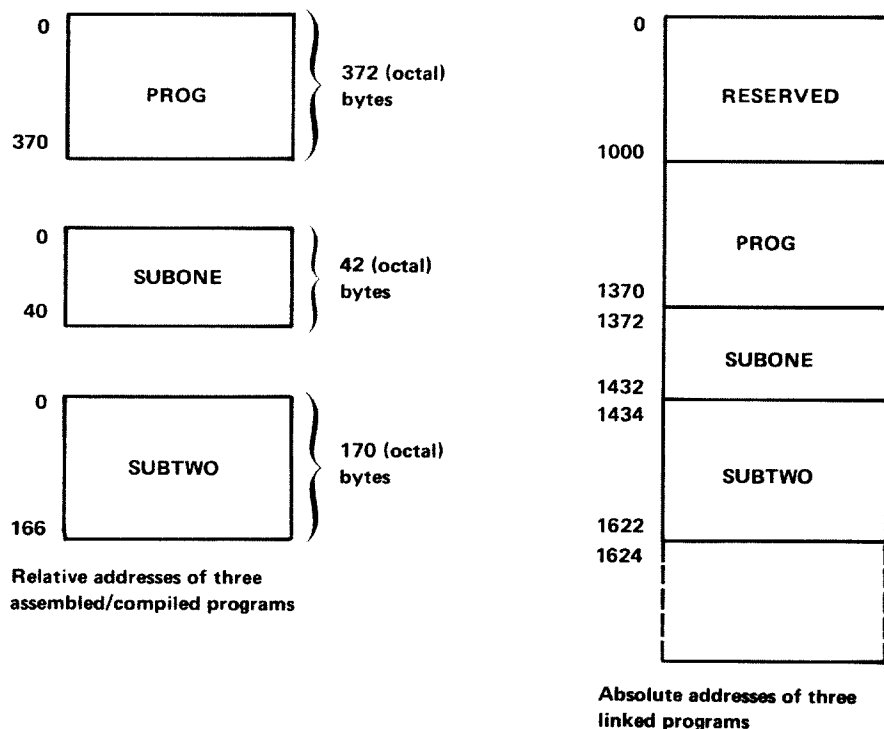 0
PROG
370
372 (octal)
bytes
0
SUBONE
40
42 (octal)
bytes
0
SUBTWO
166
170 (octal)
bytes
Relative addresses of three
assembled/compiled programs
0
RESERVED
1000
PROG
1370
1372
SUBONE
1432
1434
SUBTWO
1622
1624
Absolute addresses of three
linked programs